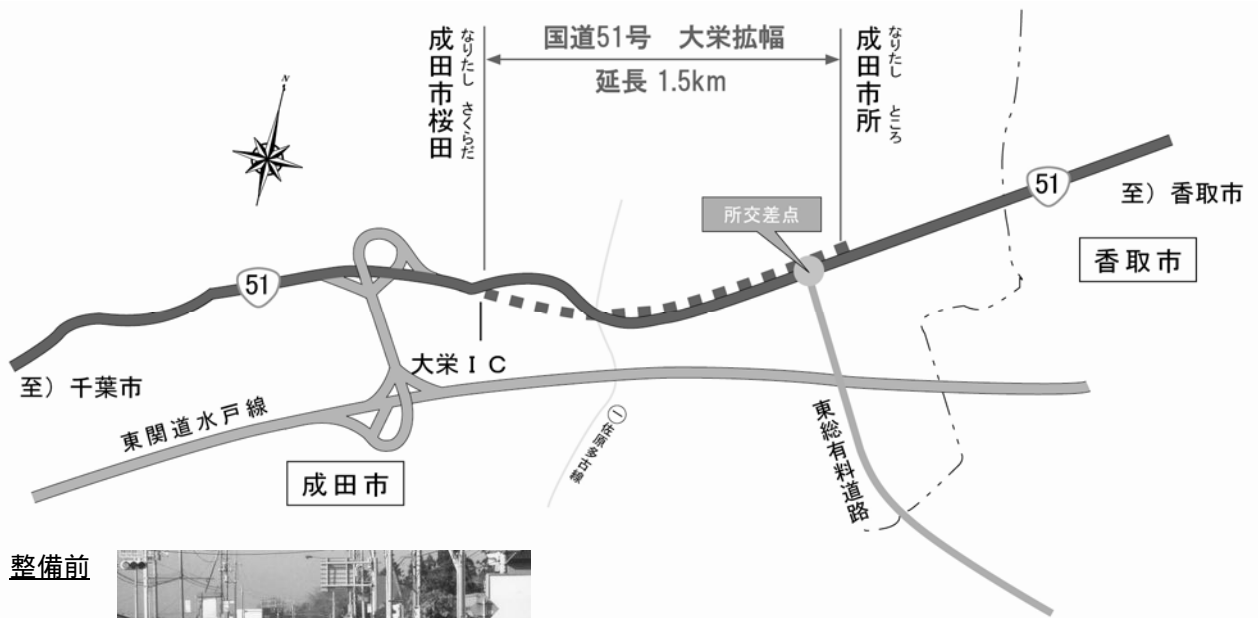 国道51号 大栄拡幅
延長 1.5km
成田市桜田
なりたし さくらだ
成田市所
なりたし ところ
N
所交差点
51
至）香取市
香取市
51
大栄ＩＣ
至）千葉市
東関道水戸線
成田市
㊀佐原多古線
東総有料道路
整備前